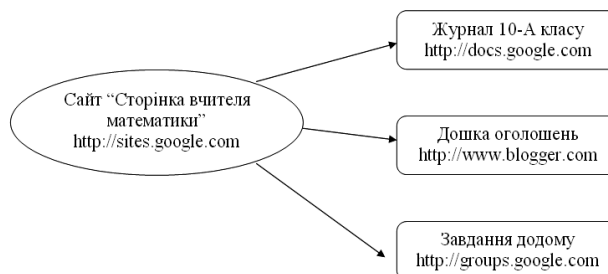 Журнал 10-А класу
http://docs.google.com
Сайт “Сторінка вчителя
математики”
http://sites.google.com
Дошка оголошень
http://www.blogger.com
Завдання додому
http://groups.google.com